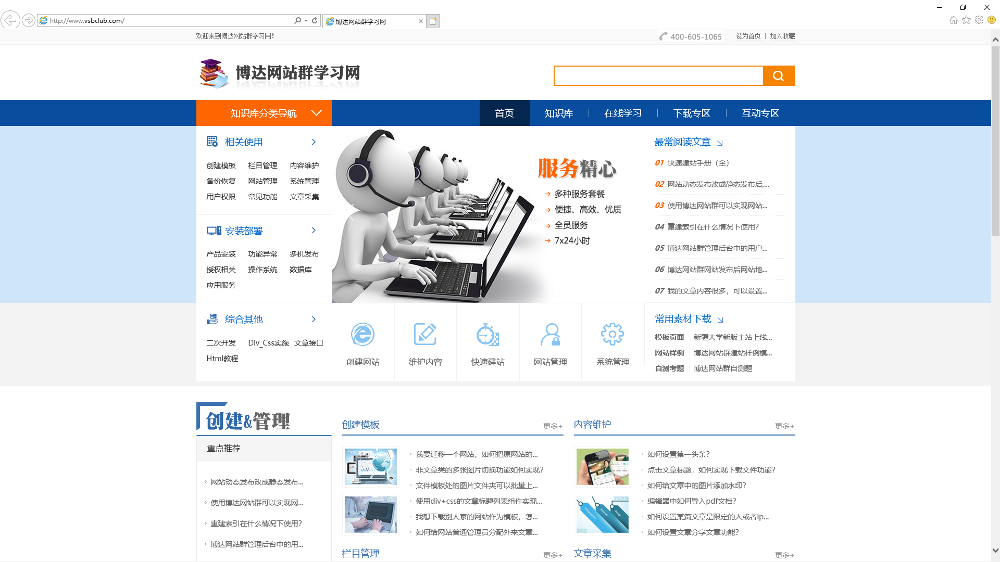 http://www.vsbclub.com/
博达网站群学习网
欢迎来到博达网站群学习网!
400-605-1065
设为首页 | 加入收藏
博达网站群学习网
知识库分类导航
首页
知识库
在线学习
下载专区
互动专区
相关使用
创建模板 栏目管理 内容维护
备份恢复 网站管理 系统管理
用户权限 常见功能 文章采集
安装部署
产品安装 功能异常 多机发布
授权相关 操作系统 数据库
应用服务
综合其他
二次开发 Div_Css实施 文章接口
Html教程
服务精心
多种服务套餐
便捷、高效、优质
全员服务
7x24小时
最常阅读文章
01 快速建站手册（全）
02 网站动态发布改成静态发布后,...
03 使用博达网站群可以实现网站...
04 重建索引在什么情况下使用?
05 博达网站群管理后台中的用户...
06 博达网站群网站发布后网站地...
07 我的文章内容很多，可以设置...
创建网站
维护内容
快速建站
网站管理
系统管理
常用素材下载
模板页面 新疆大学新版主站上线...
网站样例 博达网站群建站样例模...
自测考题 博达网站群自测题
创建&管理
重点推荐
网站动态发布改成静态发布...
使用博达网站群可以实现网...
重建索引在什么情况下使用?
博达网站群管理后台中的用...
创建模板
更多+
我要迁移一个网站，如何把原网站的...
非文章类的多张图片切换功能如何实现?
文件模板处的图片文件夹可以批量上...
使用div+css的文章标题列表组件实现...
我想下载别人家的网站作为模板，怎...
如何给网站普通管理员分配外来文章...
内容维护
更多+
如何设置第一头条?
点击文章标题，如何实现下载文件功能?
如何给文章中的图片添加水印?
编辑器中如何导入pdf文档?
如何设置某篇文章是限定的人或者ip...
如何设置文章分享文章功能?
栏目管理
更多+
文章采集
更多+